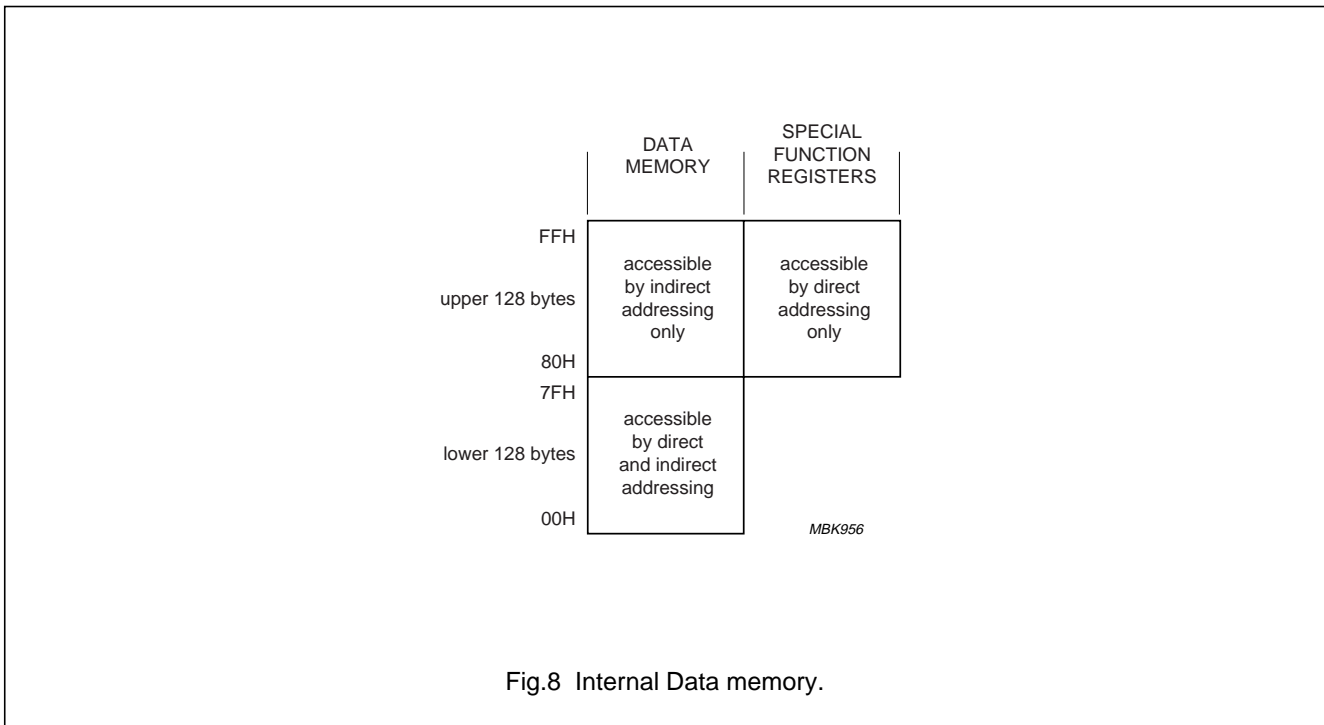 DATA
MEMORY
SPECIAL
FUNCTION
REGISTERS
FFH
upper 128 bytes
80H
accessible
by indirect
addressing
only
accessible
by direct
addressing
only
7FH
lower 128 bytes
00H
accessible
by direct
and indirect
addressing
MBK956
Fig.8 Internal Data memory.